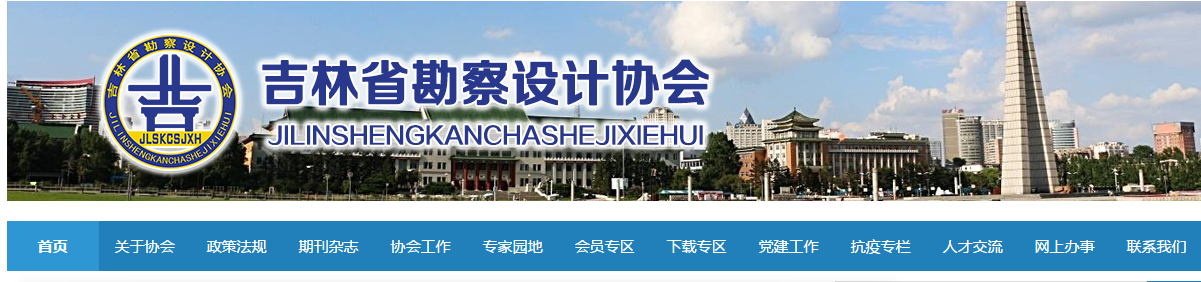 吉林省勘察设计协会
JLSKCSJXH
JILINSHENGKANCHASHEJIXIEHUI
吉林省勘察设计协会
JILINSHENGKANCHASHEJIXIEHUI
首页 关于协会 政策法规 期刊杂志 协会工作 专家园地 会员专区 下载专区 党建工作 抗疫专栏 人才交流 网上办事 联系我们